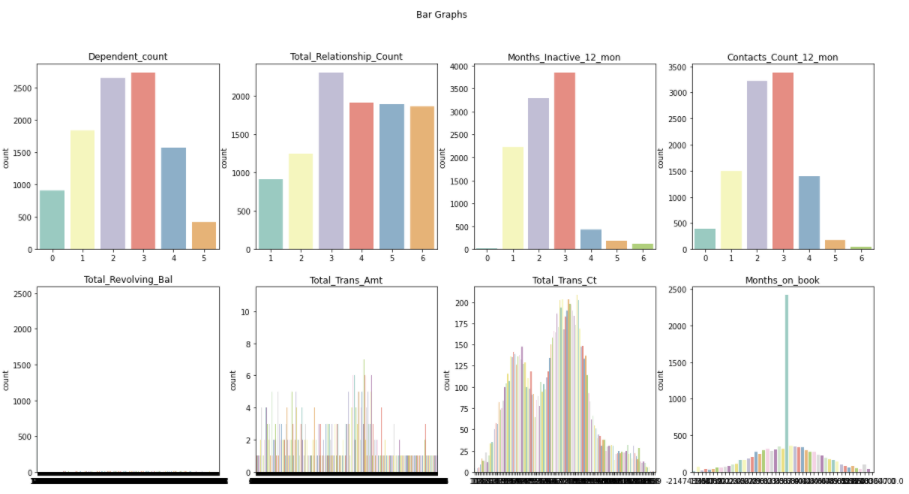 Bar Graphs
Dependent_count
Total_Relationship_Count
Months_Inactive_12_mon
Contacts_Count_12_mon
count
2500
2000
1500
1000
500
0
0 1 2 3 4 5
count
2000
1500
1000
500
0
1 2 3 4 5 6
count
4000
3500
3000
2500
2000
1500
1000
500
0
0 1 2 3 4 5 6
count
3500
3000
2500
2000
1500
1000
500
0
0 1 2 3 4 5 6
Total_Revolving_Bal
Total_Trans_Amt
Total_Trans_Ct
Months_on_book
count
2500
2000
1500
1000
500
0
count
10
8
6
4
2
0
count
200
175
150
125
100
75
50
25
0
count
2500
2000
1500
1000
500
0